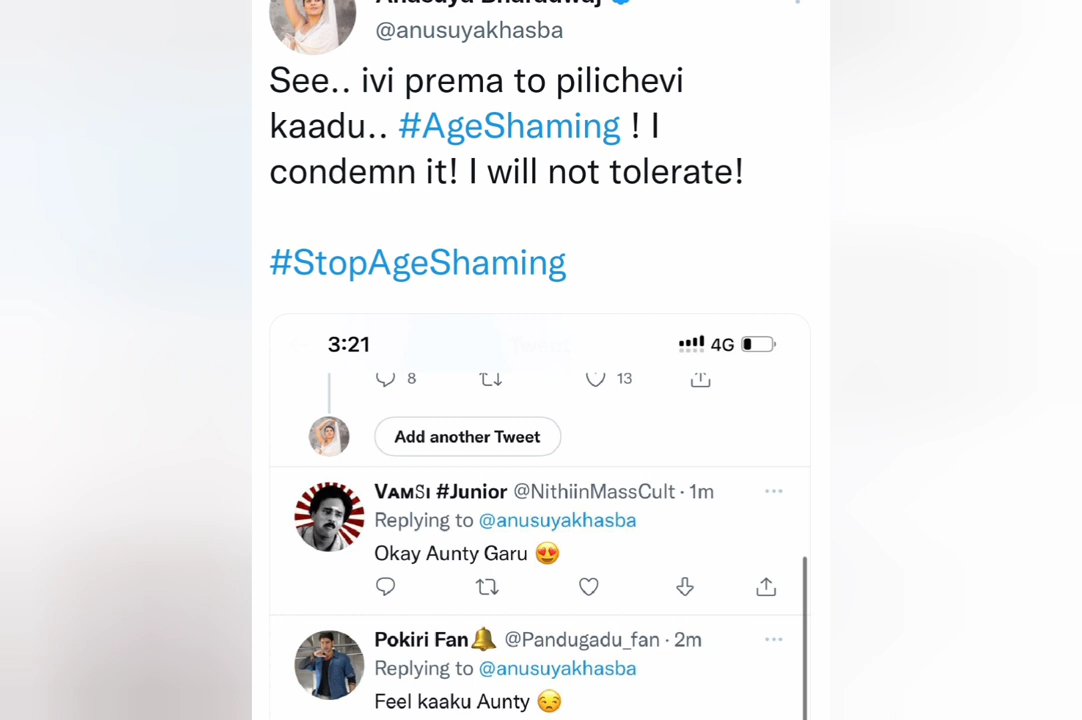 @anusuyakhasba
See.. ivi prema to pilichevi
kaadu.. #AgeShaming ! I
condemn it! I will not tolerate!
#StopAgeShaming
3:21 4G
8 13
Add another Tweet
VᴀᴍSɪ #Junior @NithiinMassCult · 1m
Replying to @anusuyakhasba
Okay Aunty Garu 😍
Pokiri Fan🔔 @Pandugadu_fan · 2m
Replying to @anusuyakhasba
Feel kaaku Aunty 😒